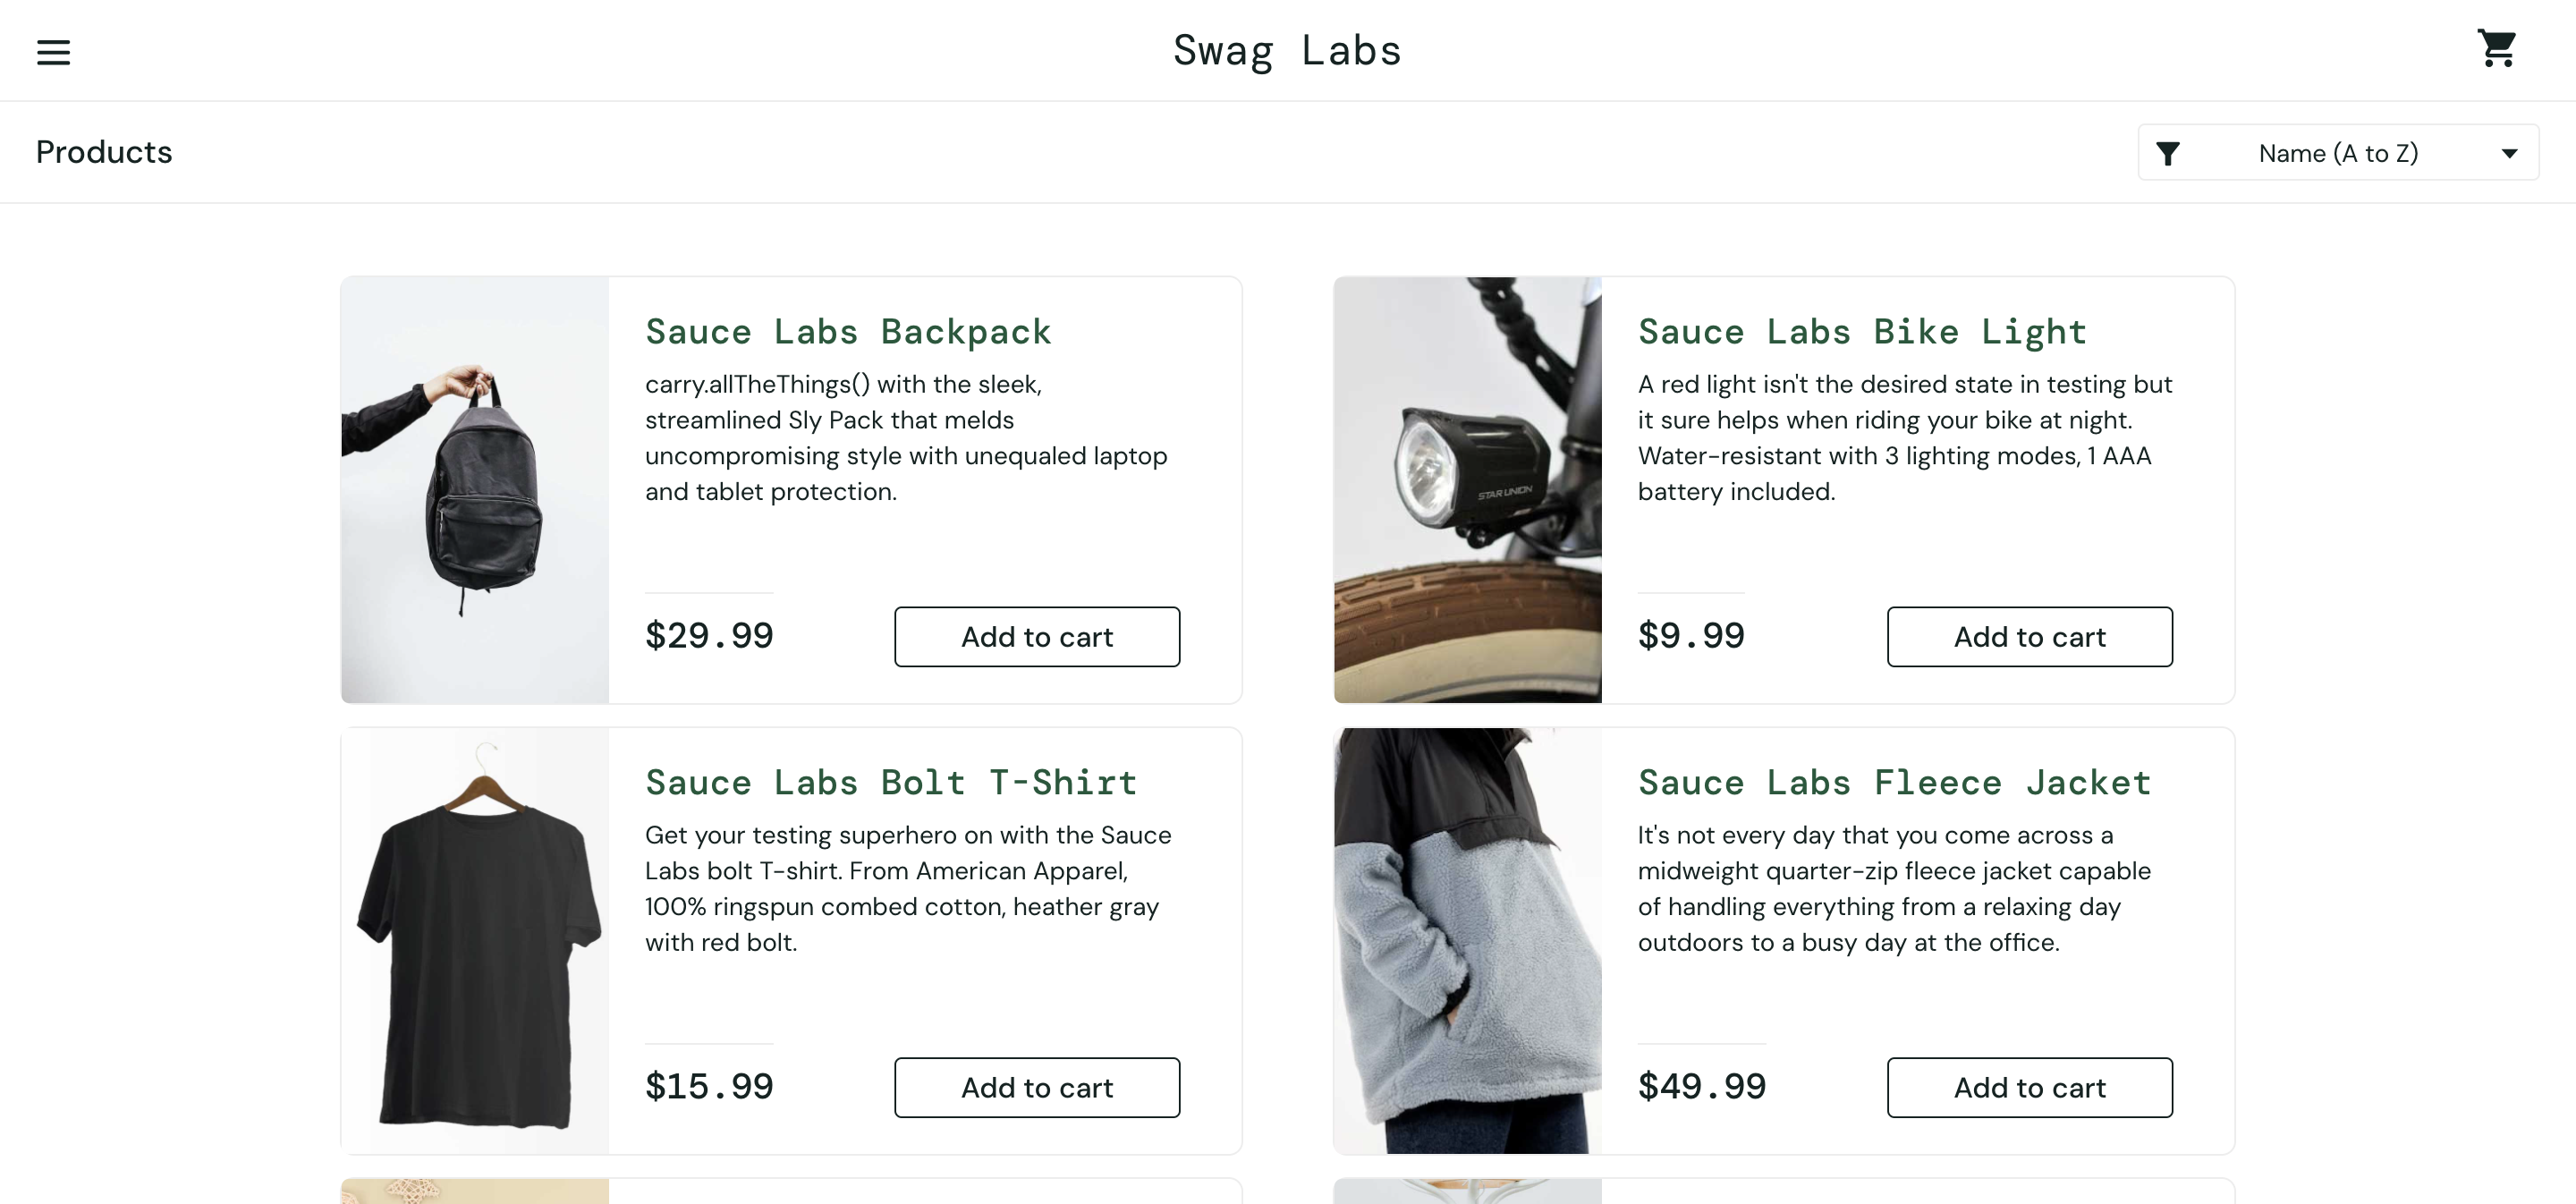 Swag Labs
Products
Name (A to Z)
Sauce Labs Backpack
carry.allTheThings() with the sleek,
streamlined Sly Pack that melds
uncompromising style with unequaled laptop
and tablet protection.
$29.99
Add to cart
Sauce Labs Bike Light
A red light isn't the desired state in testing but
it sure helps when riding your bike at night.
Water-resistant with 3 lighting modes, 1 AAA
battery included.
STAR UNION
$9.99
Add to cart
Sauce Labs Bolt T-Shirt
Get your testing superhero on with the Sauce
Labs bolt T-shirt. From American Apparel,
100% ringspun combed cotton, heather gray
with red bolt.
$15.99
Add to cart
Sauce Labs Fleece Jacket
It's not every day that you come across a
midweight quarter-zip fleece jacket capable
of handling everything from a relaxing day
outdoors to a busy day at the office.
$49.99
Add to cart